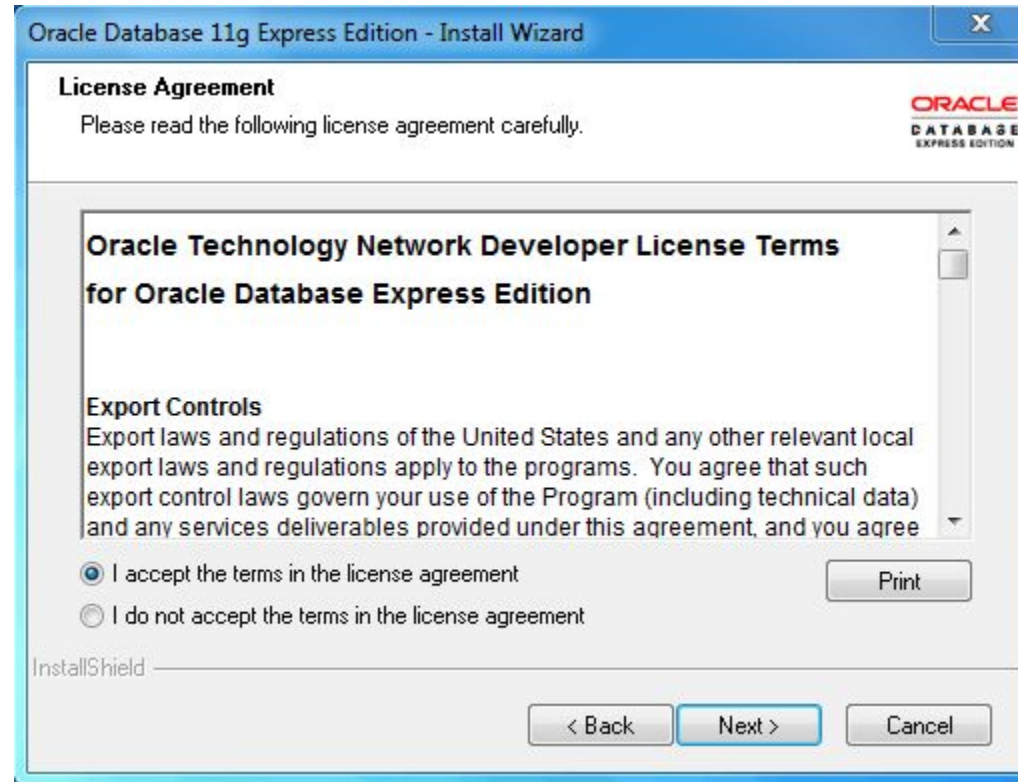 Oracle Database 11g Express Edition - Install Wizard
License Agreement
Please read the following license agreement carefully.
ORACLE
DATABASE
EXPRESS EDITION
Oracle Technology Network Developer License Terms
for Oracle Database Express Edition
Export Controls
Export laws and regulations of the United States and any other relevant local
export laws and regulations apply to the programs.  You agree that such
export control laws govern your use of the Program (including technical data)
and any services deliverables provided under this agreement, and you agree
I accept the terms in the license agreement
Print
I do not accept the terms in the license agreement
InstallShield
< Back
Next >
Cancel